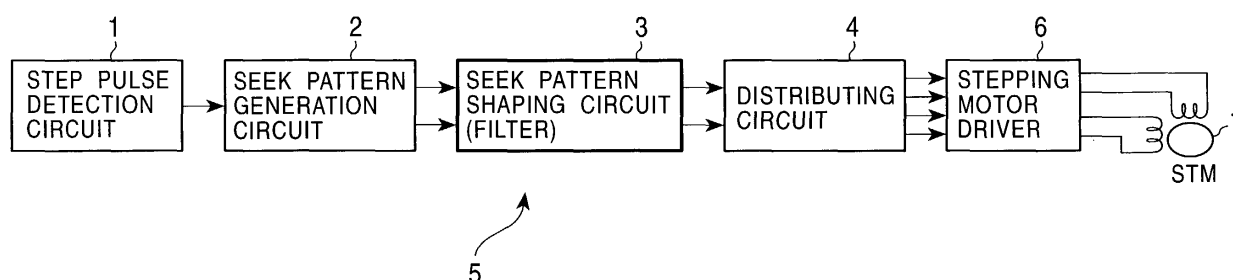 1
2
3
4
6
STEP PULSE
DETECTION
CIRCUIT
SEEK PATTERN
GENERATION
CIRCUIT
SEEK PATTERN
SHAPING CIRCUIT
(FILTER)
DISTRIBUTING
CIRCUIT
STEPPING
MOTOR
DRIVER
STM
5